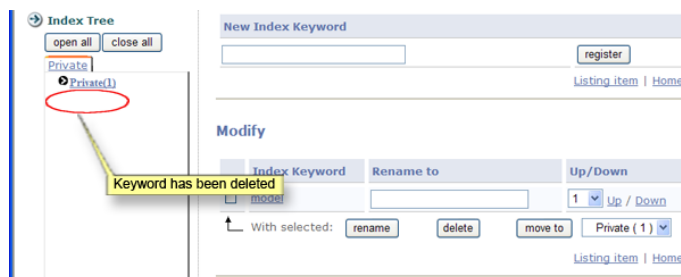 Index Tree
open all close all
Private
Private(1)
Keyword has been deleted
New Index Keyword
register
Listing item | Home
Modify
Index Keyword Rename to Up/Down
model 1 Up / Down
With selected: rename delete move to Private ( 1 )
Listing item | Home